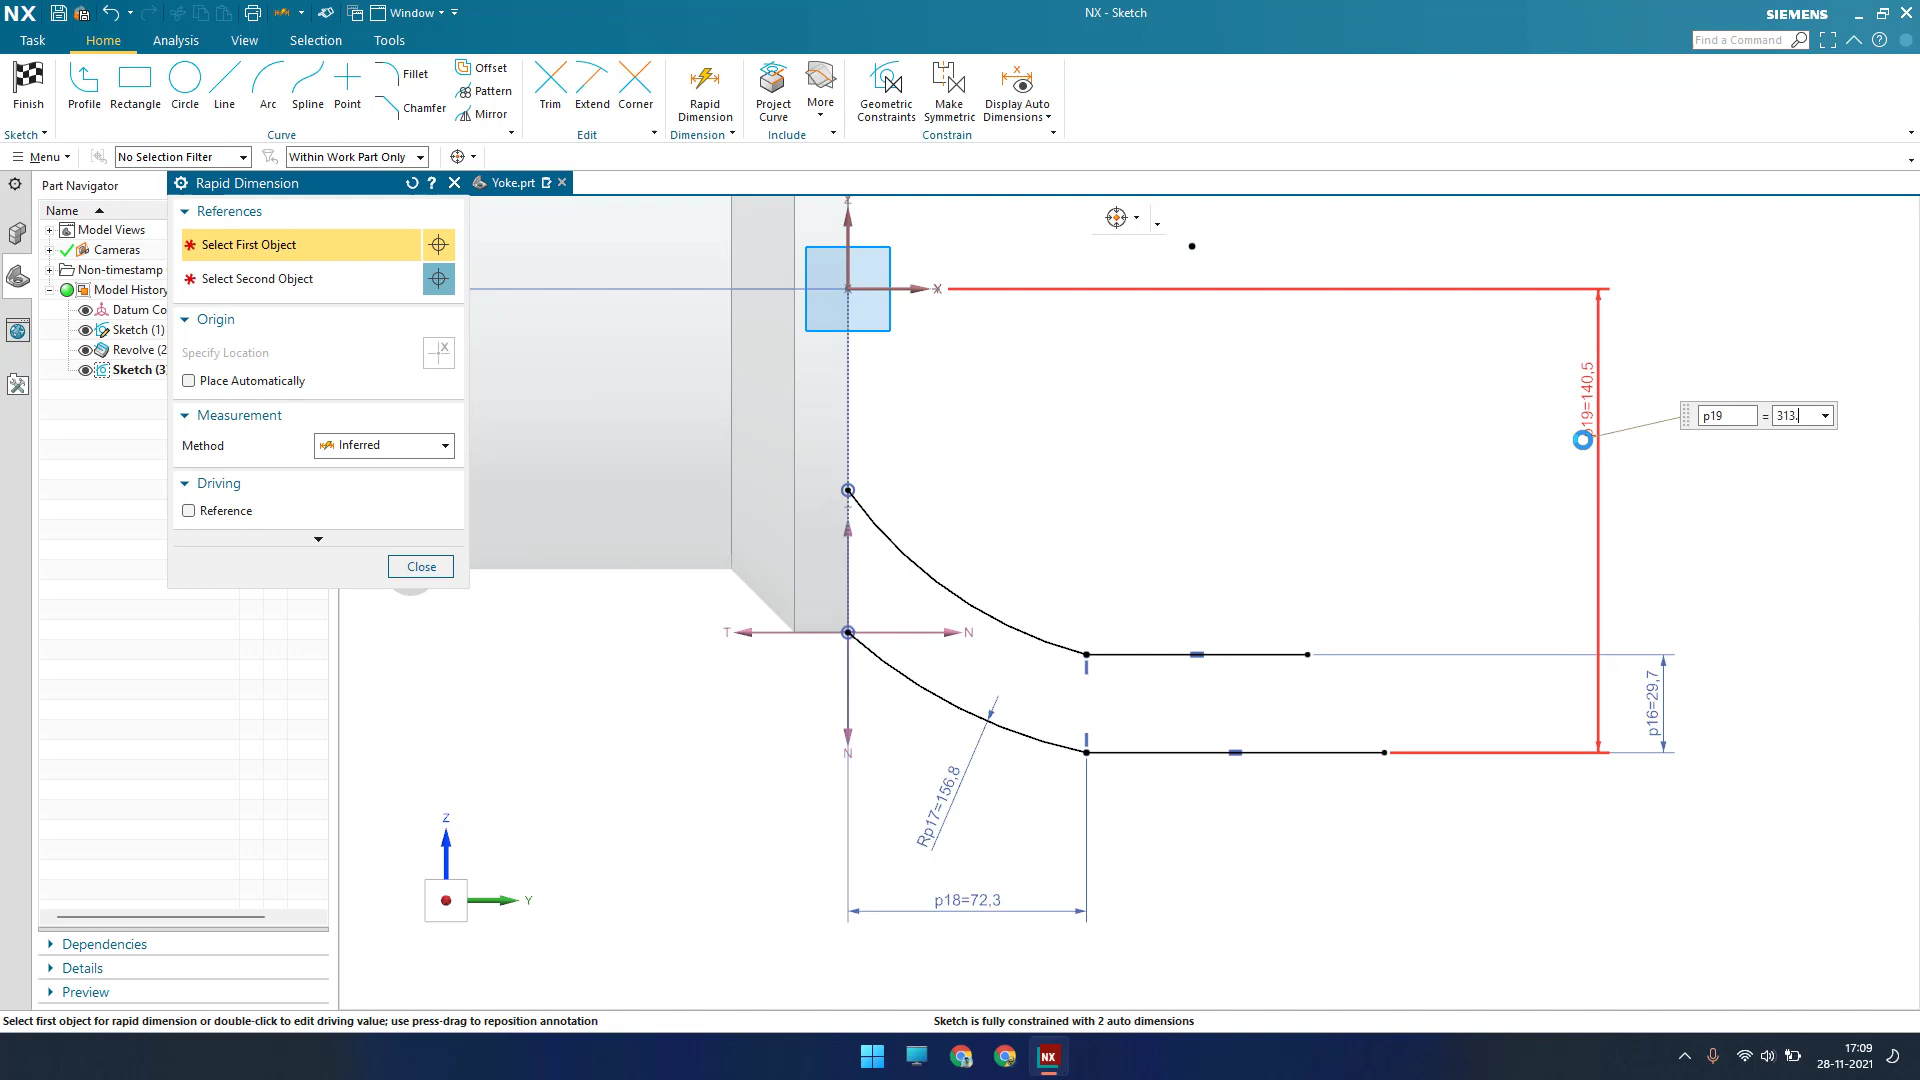 NX
Window
NX - Sketch
SIEMENS
Task
Home
Analysis
View
Selection
Tools
Find a Command
Finish
Profile
Rectangle
Circle
Line
Arc
Spline
Point
Fillet
Chamfer
Offset
Pattern
Mirror
Trim
Extend
Corner
Rapid
Dimension
Project
Curve
More
Geometric
Constraints
Make
Symmetric
Display Auto
Dimensions
Sketch
Curve
Edit
Dimension
Include
Constrain
Menu
No Selection Filter
Within Work Part Only
Part Navigator
Name
Model Views
Cameras
Non-timestamp
Model History
Datum Co
Sketch (1)
Revolve (2
Sketch (3
Dependencies
Details
Preview
Rapid Dimension
References
* Select First Object
* Select Second Object
Origin
Specify Location
Place Automatically
Measurement
Method
Inferred
Driving
Reference
Close
Yoke.prt
Z
X
p19=140,5
p19 = 313.
T
N
N
p16=29,7
Rp17=156,8
p18=72,3
Z
Y
Select first object for rapid dimension or double-click to edit driving value; use press-drag to reposition annotation
Sketch is fully constrained with 2 auto dimensions
NX
17:09
28-11-2021